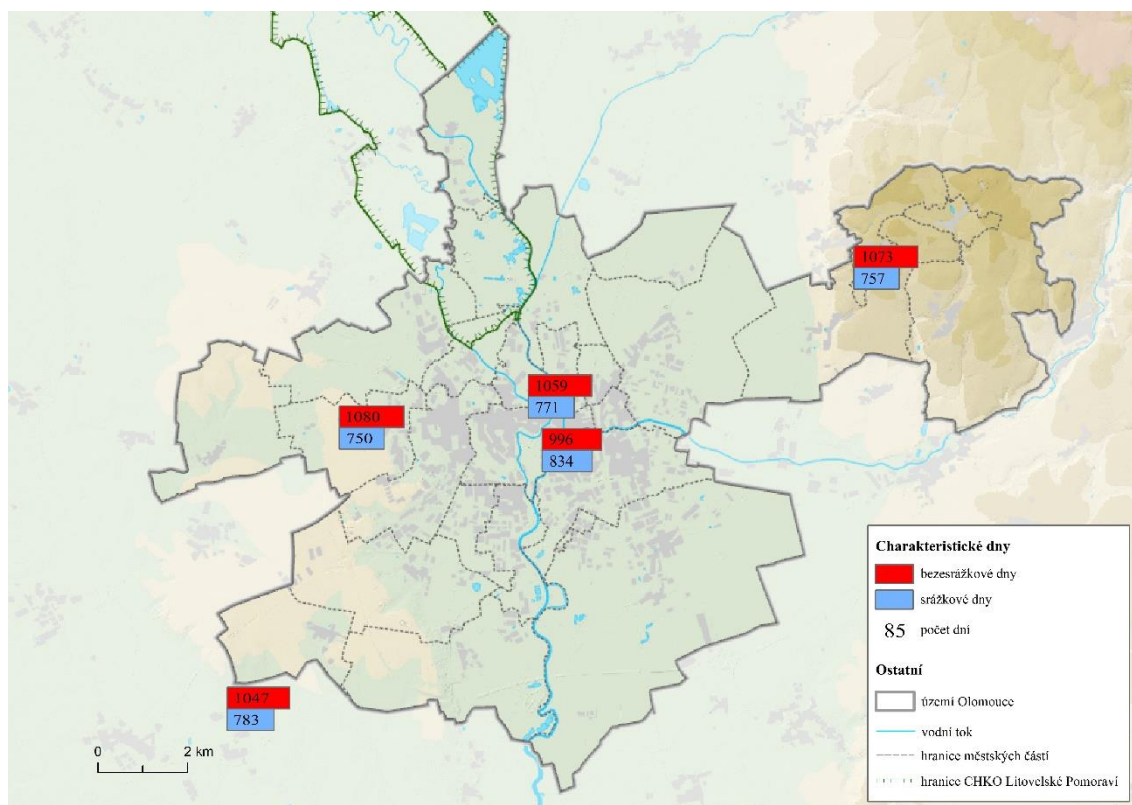 1073
757
1059
771
1080
750
996
834
1047
783
0 2 km
Charakteristické dny
bezesrážkové dny
srážkové dny
85 počet dní
Ostatní
území Olomouce
vodní tok
hranice městských částí
hranice CHKO Litovelské Pomoraví